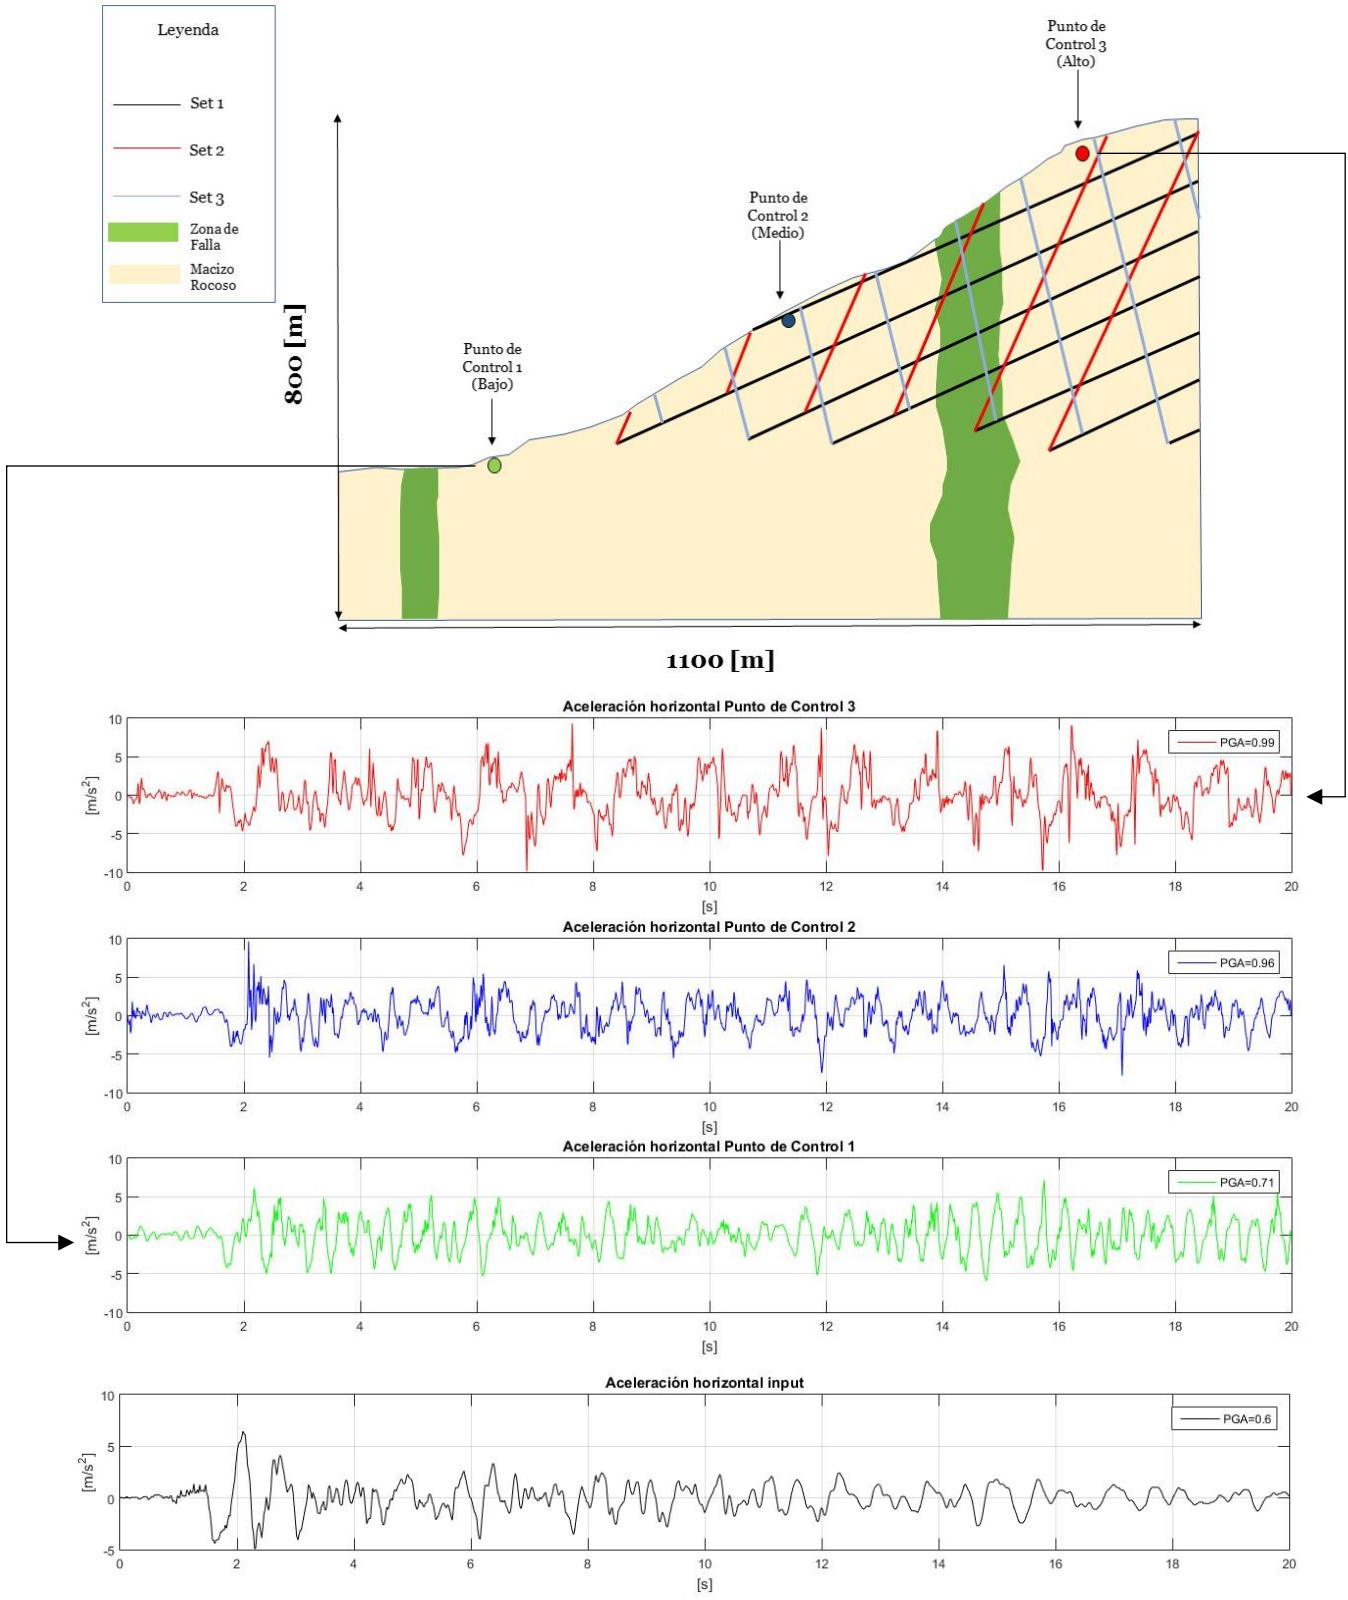 Leyenda
Set 1
Set 2
Set 3
Zona de
Falla
Macizo
Rocoso
Punto de
Control 3
(Alto)
Punto de
Control 2
(Medio)
Punto de
Control 1
(Bajo)
800 [m]
1100 [m]
Aceleración horizontal Punto de Control 3
PGA=0.99
10
5
0
-5
-10
[m/s²]
0 2 4 6 8 10 12 14 16 18 20
[s]
Aceleración horizontal Punto de Control 2
PGA=0.96
10
5
0
-5
-10
[m/s²]
0 2 4 6 8 10 12 14 16 18 20
[s]
Aceleración horizontal Punto de Control 1
PGA=0.71
10
5
0
-5
-10
[m/s²]
0 2 4 6 8 10 12 14 16 18 20
[s]
Aceleración horizontal input
PGA=0.6
10
5
0
-5
[m/s²]
0 2 4 6 8 10 12 14 16 18 20
[s]